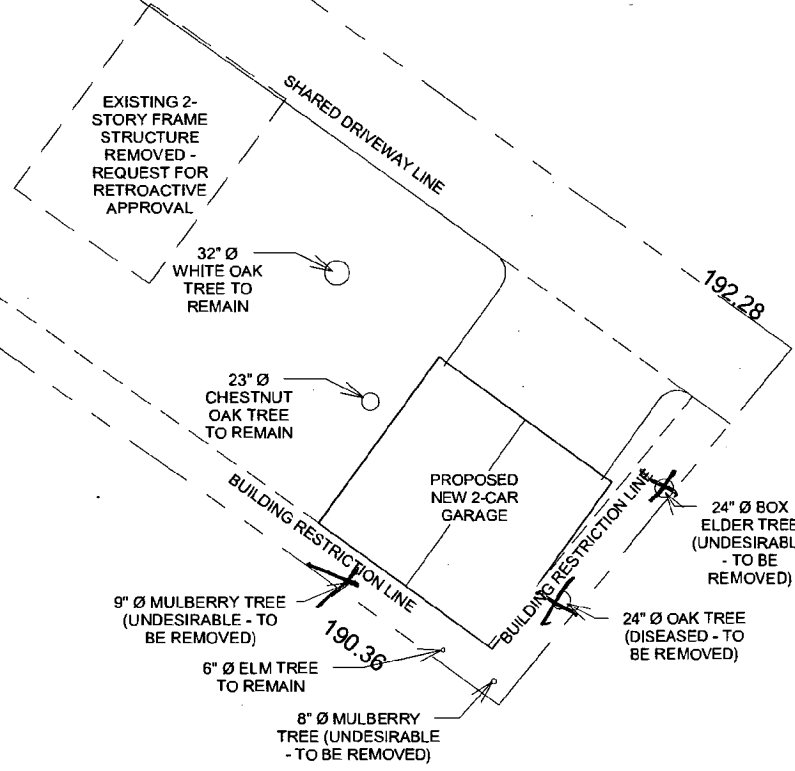 EXISTING 2-
STORY FRAME
STRUCTURE
REMOVED -
REQUEST FOR
RETROACTIVE
APPROVAL
SHARED DRIVEWAY LINE
192.28
32" Ø
WHITE OAK
TREE TO
REMAIN
23" Ø
CHESTNUT
OAK TREE
TO REMAIN
PROPOSED
NEW 2-CAR
GARAGE
BUILDING RESTRICTION LINE
BUILDING RESTRICTION LINE
24" Ø BOX
ELDER TREE
(UNDESIRABL
- TO BE
REMOVED)
9" Ø MULBERRY TREE
(UNDESIRABLE - TO
BE REMOVED)
190.36
24" Ø OAK TREE
(DISEASED - TO
BE REMOVED)
6" Ø ELM TREE
TO REMAIN
8" Ø MULBERRY
TREE (UNDESIRABLE
- TO BE REMOVED)